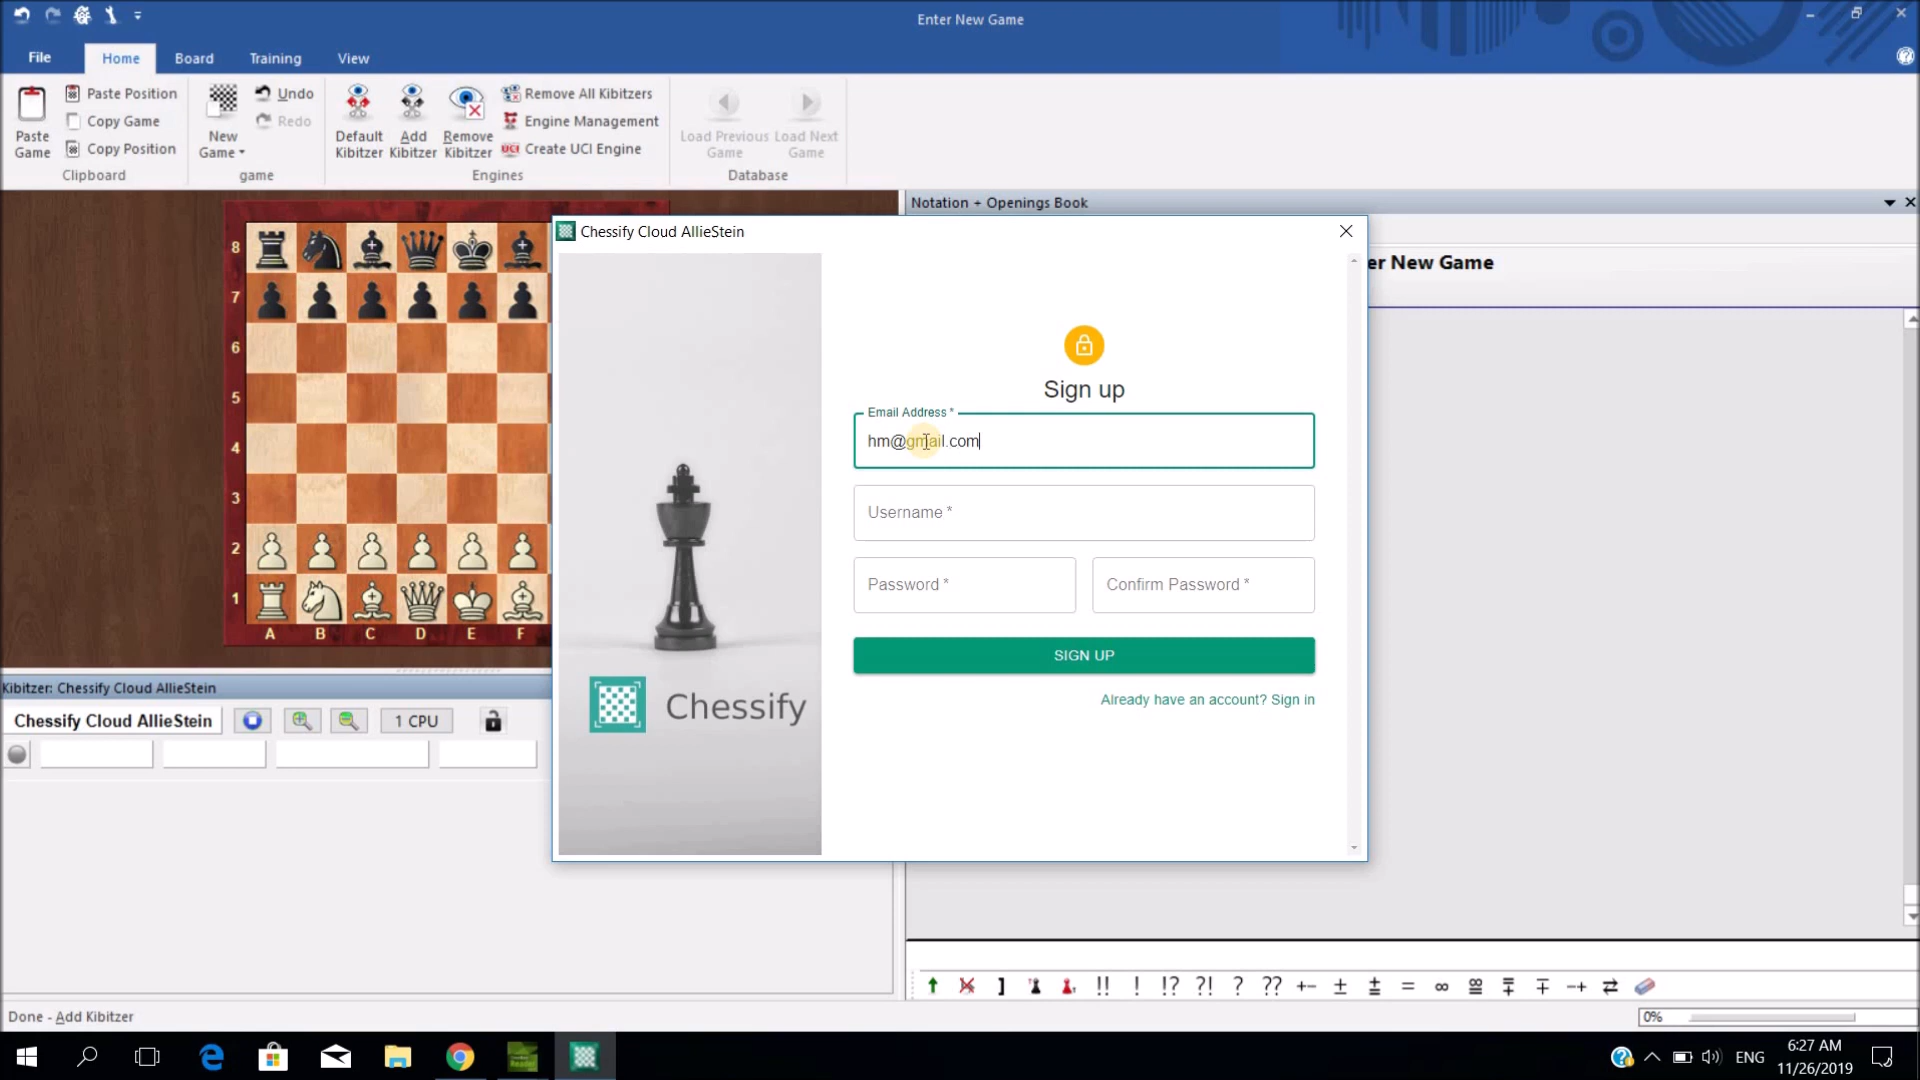 Enter New Game
File Home Board Training View
Paste Game
Paste Position
Copy Game
Copy Position
Clipboard
New Game
Undo
Redo
game
Default Kibitzer
Add Kibitzer
Remove Kibitzer
Remove All Kibitzers
Engine Management
UCI Create UCI Engine
Engines
Load Previous Game
Load Next Game
Database
Notation + Openings Book
er New Game
8
7
6
5
4
3
2
1
A B C D E F
Chessify Cloud AllieStein
Sign up
Email Address *
hm@gmail.com
Username *
Password *
Confirm Password *
SIGN UP
Already have an account? Sign in
Chessify
Kibitzer: Chessify Cloud AllieStein
Chessify Cloud AllieStein
1 CPU
] !! ! !? ?! ? ?? +− ± ⩲ = ∞ ⩱ ∓ −+ ⇄
Done - Add Kibitzer
0%
ENG
6:27 AM
11/26/2019